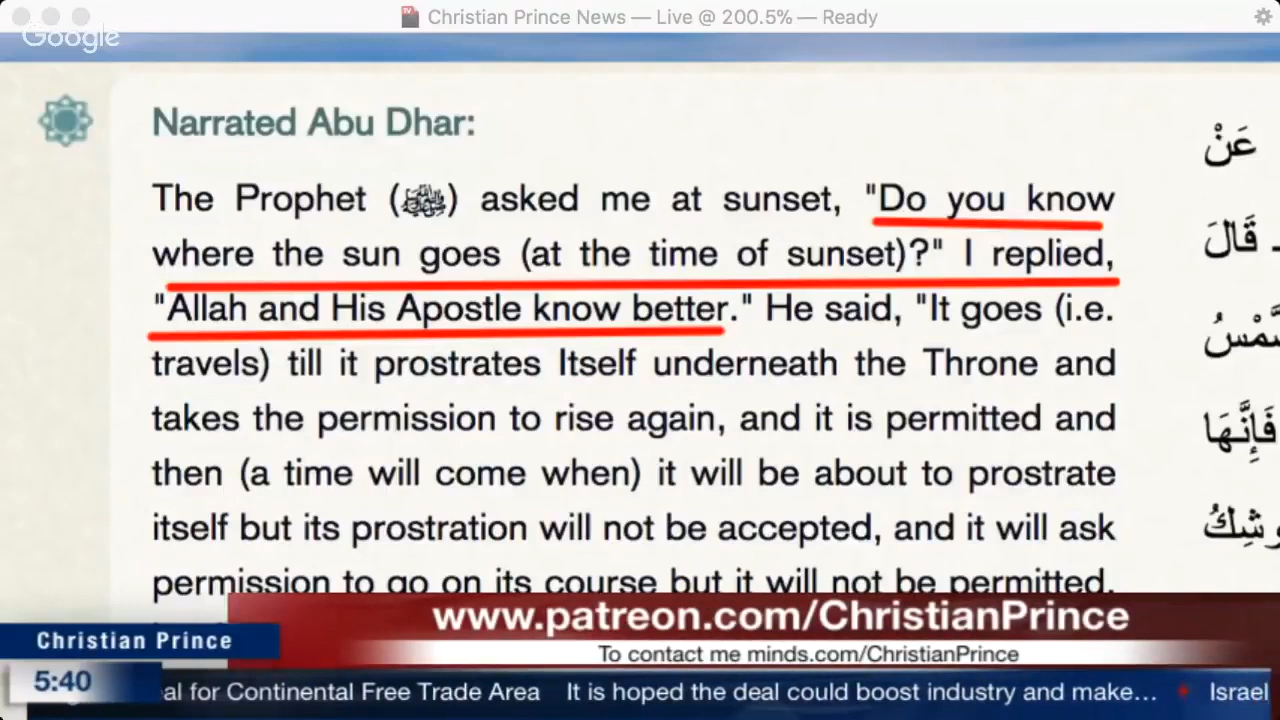 Christian Prince News — Live @ 200.5% — Ready
Google
Narrated Abu Dhar:
The Prophet (ﷺ) asked me at sunset, "Do you know
where the sun goes (at the time of sunset)?" I replied,
"Allah and His Apostle know better." He said, "It goes (i.e.
travels) till it prostrates Itself underneath the Throne and
takes the permission to rise again, and it is permitted and
then (a time will come when) it will be about to prostrate
itself but its prostration will not be accepted, and it will ask
permission to go on its course but it will not be permitted,
عَنْ
قَالَ
فَإِنَّهَا
www.patreon.com/ChristianPrince
Christian Prince
To contact me minds.com/ChristianPrince
5:40
al for Continental Free Trade Area It is hoped the deal could boost industry and make... • Israel